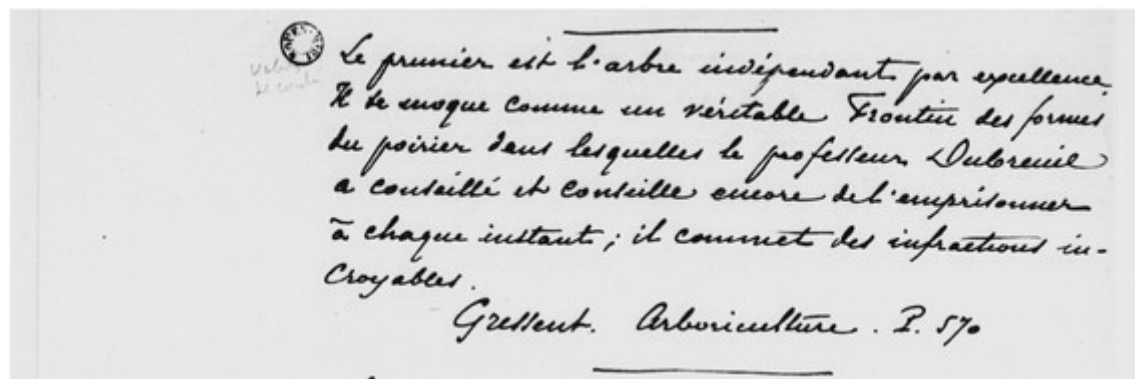 Le prunier est l'arbre indépendant par excellence.
Il se moque comme un véritable Frontin des formes
du poirier dans lesquelles le professeur Dubreuil
a conseillé et conseille encore de l'emprisonner
à chaque instant ; il commet des infractions in-
croyables.
Gressent. Arboriculture. P. 570